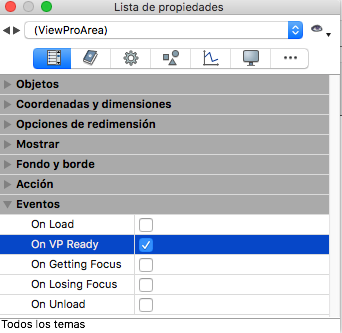 Lista de propiedades
(ViewProArea)
Objetos
Coordenadas y dimensiones
Opciones de redimisión
Mostrar
Fondo y borde
Acción
Eventos
On Load
On VP Ready
On Getting Focus
On Losing Focus
On Unload
Todos los temas